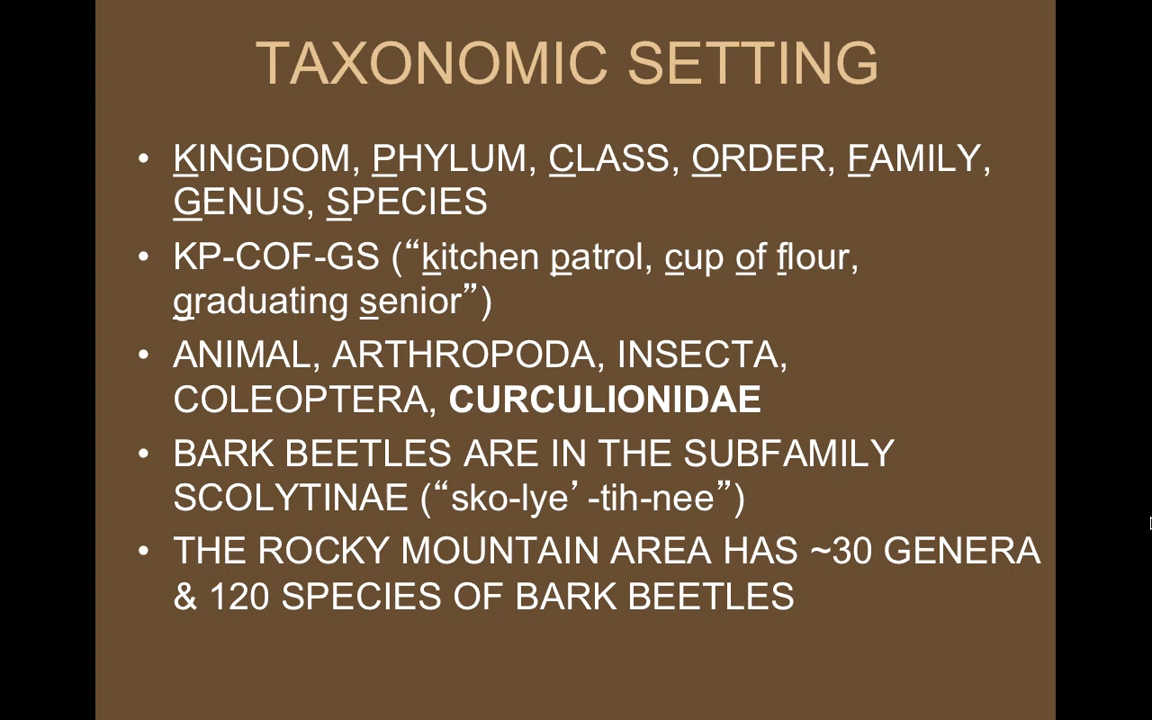 TAXONOMIC SETTING
• KINGDOM, PHYLUM, CLASS, ORDER, FAMILY,
GENUS, SPECIES
• KP-COF-GS (“kitchen patrol, cup of flour,
graduating senior”)
• ANIMAL, ARTHROPODA, INSECTA,
COLEOPTERA, CURCULIONIDAE
• BARK BEETLES ARE IN THE SUBFAMILY
SCOLYTINAE (“sko-lye’-tih-nee”)
• THE ROCKY MOUNTAIN AREA HAS ~30 GENERA
& 120 SPECIES OF BARK BEETLES